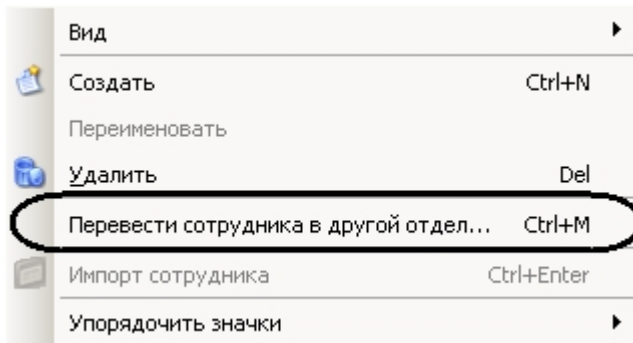 Вид
Создать Ctrl+N
Переименовать
Удалить Del
Перевести сотрудника в другой отдел... Ctrl+M
Импорт сотрудника Ctrl+Enter
Упорядочить значки